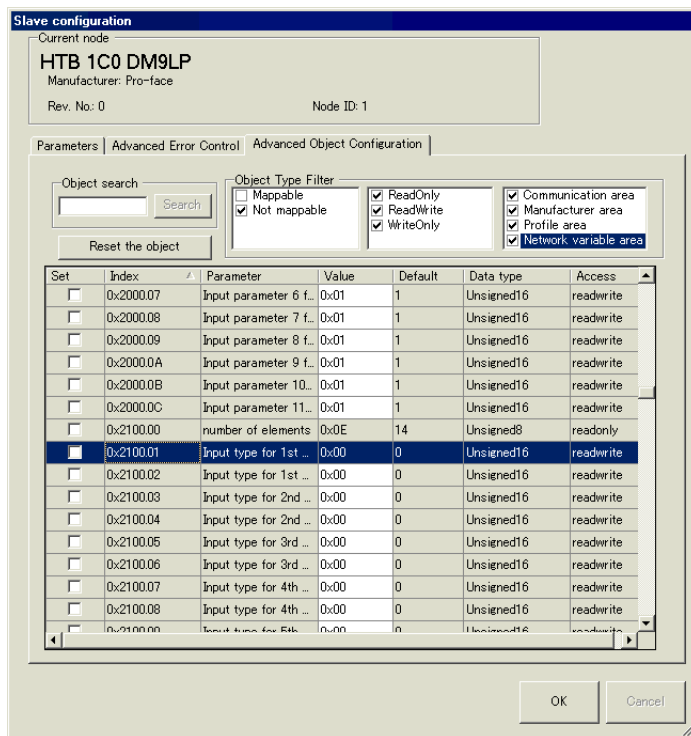 Slave configuration
Current node
HTB 1C0 DM9LP
Manufacturer: Pro-face
Rev. No.: 0 Node ID: 1
Parameters Advanced Error Control Advanced Object Configuration
Object search
Search
Reset the object
Object Type Filter
Mappable
Not mappable
ReadOnly
ReadWrite
WriteOnly
Communication area
Manufacturer area
Profile area
Network variable area
Set Index Parameter Value Default Data type Access
0x2000.07 Input parameter 6 f... 0x01 1 Unsigned16 readwrite
0x2000.08 Input parameter 7 f... 0x01 1 Unsigned16 readwrite
0x2000.09 Input parameter 8 f... 0x01 1 Unsigned16 readwrite
0x2000.0A Input parameter 9 f... 0x01 1 Unsigned16 readwrite
0x2000.0B Input parameter 10... 0x01 1 Unsigned16 readwrite
0x2000.0C Input parameter 11... 0x01 1 Unsigned16 readwrite
0x2100.00 number of elements 0x0E 14 Unsigned8 readonly
0x2100.01 Input type for 1st ... 0x00 0 Unsigned16 readwrite
0x2100.02 Input type for 1st ... 0x00 0 Unsigned16 readwrite
0x2100.03 Input type for 2nd ... 0x00 0 Unsigned16 readwrite
0x2100.04 Input type for 2nd ... 0x00 0 Unsigned16 readwrite
0x2100.05 Input type for 3rd ... 0x00 0 Unsigned16 readwrite
0x2100.06 Input type for 3rd ... 0x00 0 Unsigned16 readwrite
0x2100.07 Input type for 4th ... 0x00 0 Unsigned16 readwrite
0x2100.08 Input type for 4th ... 0x00 0 Unsigned16 readwrite
Input type for 5th 0x00 0 Unsigned16 readwrite
OK Cancel